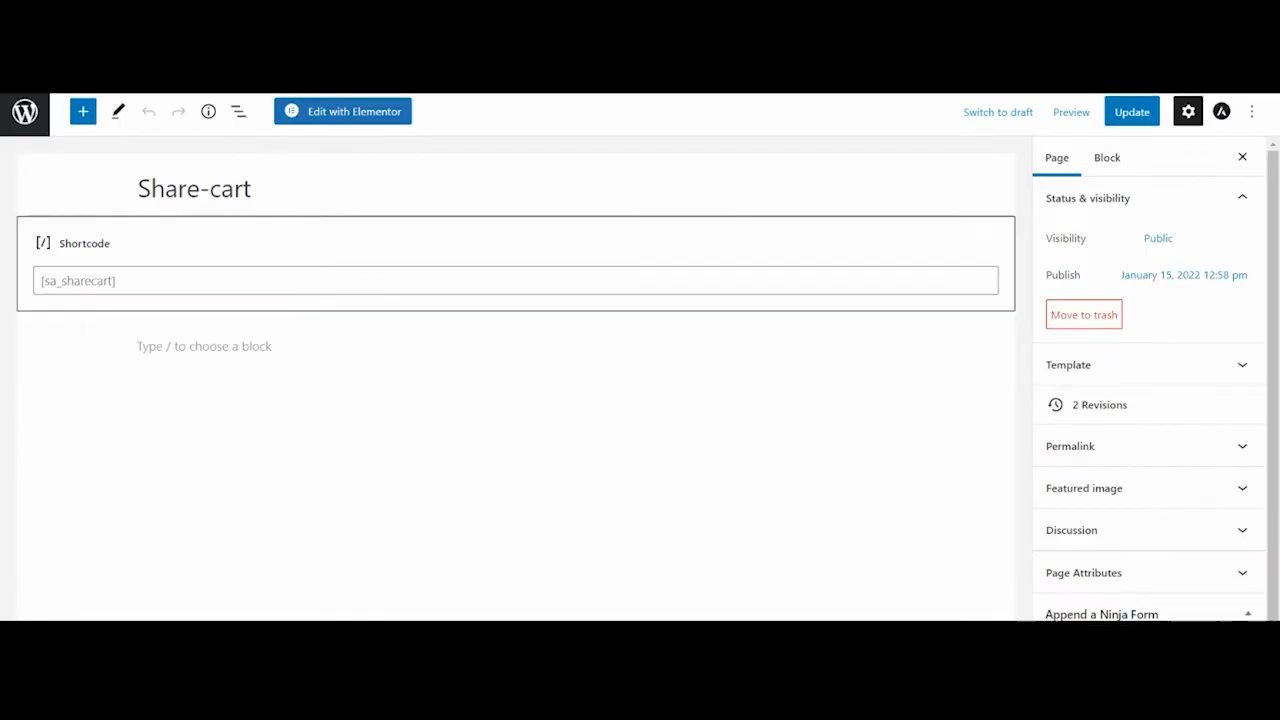 Edit with Elementor
Switch to draft
Preview
Update
Share-cart
[/] Shortcode
[sa_sharecart]
Type / to choose a block
Page
Block
Status & visibility
Visibility
Public
Publish
January 15, 2022 12:58 pm
Move to trash
Template
2 Revisions
Permalink
Featured image
Discussion
Page Attributes
Append a Ninja Form